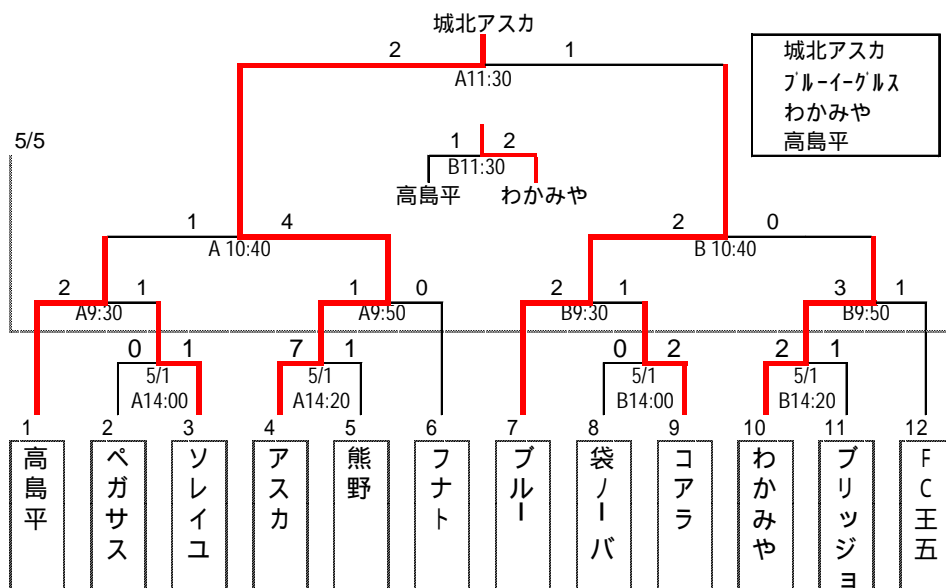 城北アスカ
2 1
A11:30
城北アスカ
ブルーイーグルス
わかみや
高島平
5/5
1 2
B11:30
高島平 わかみや
1 4 2 0
A 10:40 B 10:40
2 1 1 0 2 1 3 1
A9:30 A9:50 B9:30 B9:50
0 1 7 1 0 2 2 1
5/1 5/1 5/1 5/1
A14:00 A14:20 B14:00 B14:20
1 2 3 4 5 6 7 8 9 10 11 12
高島平
ペガサス
ソレイユ
アスカ
熊野
フナト
ブルー
袋ノーバ
コアラ
わかみや
ブリッジョ
FC王五